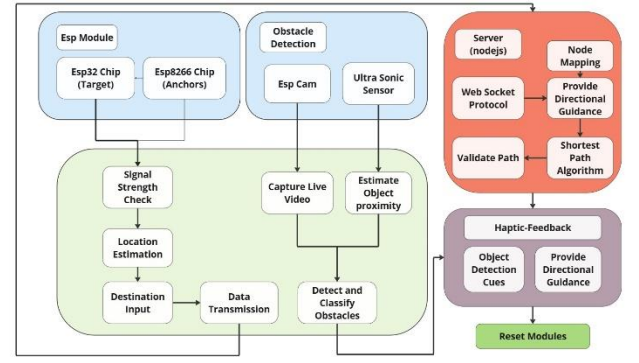 Esp Module
Esp32 Chip
(Target)
Esp8266 Chip
(Anchors)
Obstacle
Detection
Esp Cam
Ultra Sonic
Sensor
Signal
Strength
Check
Location
Estimation
Destination
Input
Data
Transmission
Capture Live
Video
Estimate
Object
proximity
Detect and
Classify
Obstacles
Server
(nodejs)
Node
Mapping
Web Socket
Protocol
Provide
Directional
Guidance
Validate Path
Shortest
Path
Algorithm
Haptic-Feedback
Object
Detection
Cues
Provide
Directional
Guidance
Reset Modules